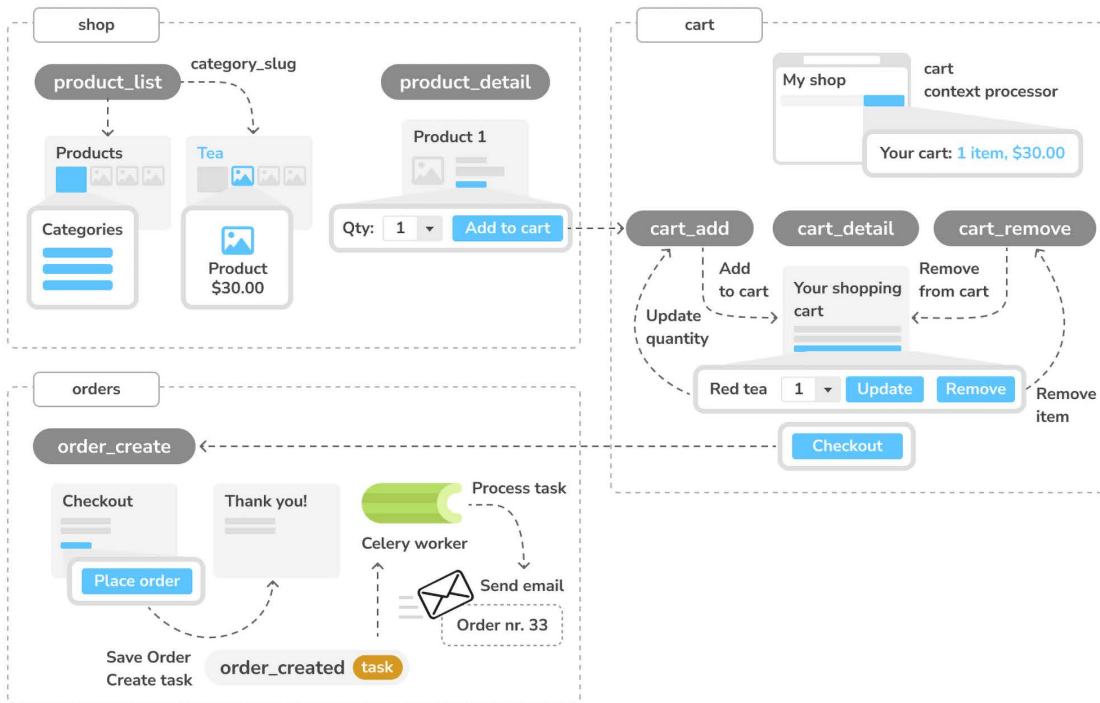 shop
product_list
category_slug
Products
Categories
Tea
Product
$30.00
product_detail
Product 1
Qty: 1 Add to cart
cart
My shop
cart
context processor
Your cart: 1 item, $30.00
cart_add
cart_detail
cart_remove
Add
to cart
Your shopping
cart
Remove
from cart
Update
quantity
Red tea 1 Update Remove
Remove
item
Checkout
orders
order_create
Checkout
Place order
Thank you!
Celery worker
Process task
Send email
Order nr. 33
Save Order
Create task
order_created task